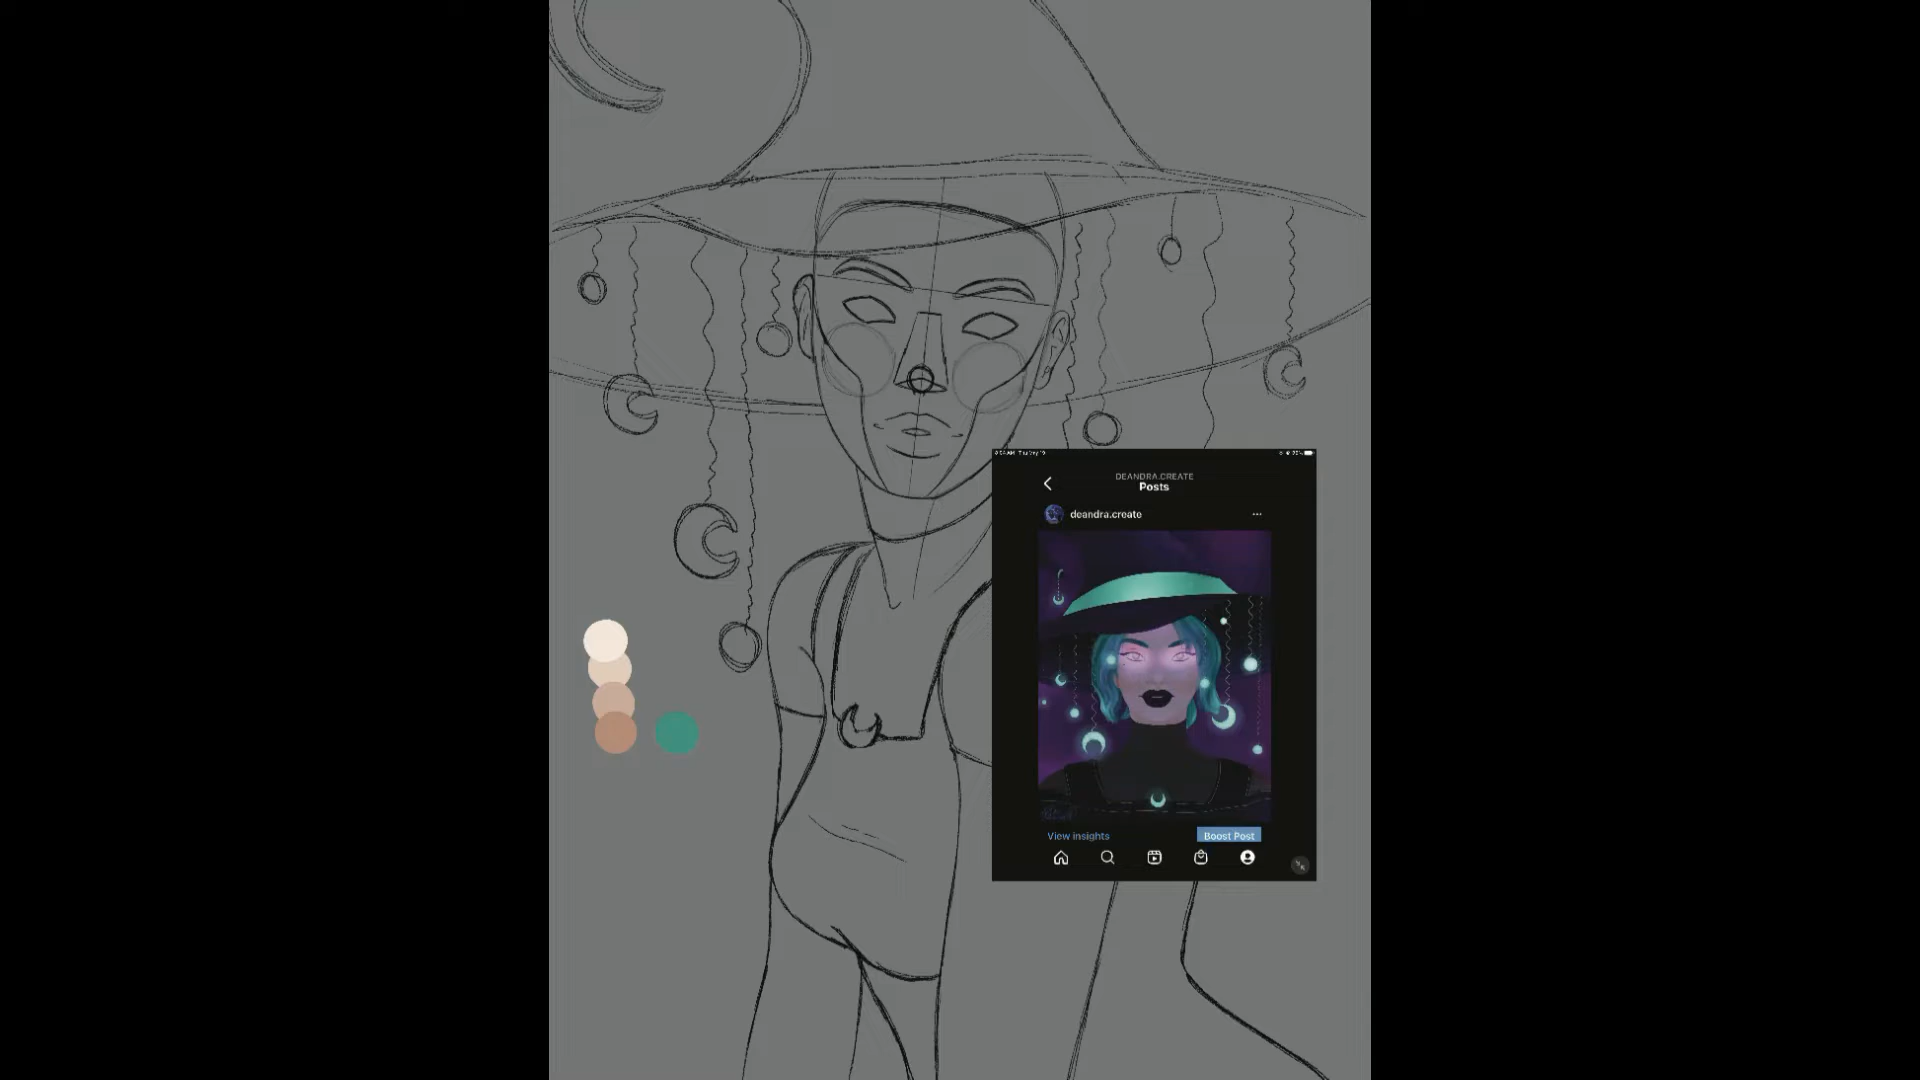 DEANDRA.CREATE
Posts
deandra.create
View insights
Boost Post